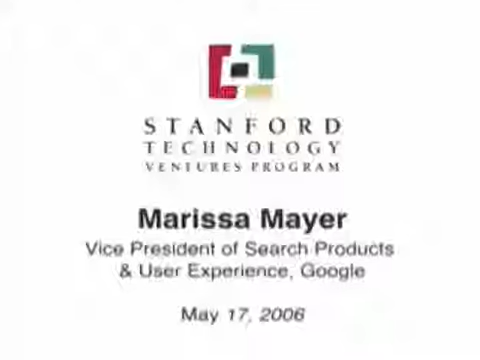 STANFORD
TECHNOLOGY
VENTURES PROGRAM
Marissa Mayer
Vice President of Search Products
& User Experience, Google
May 17, 2006